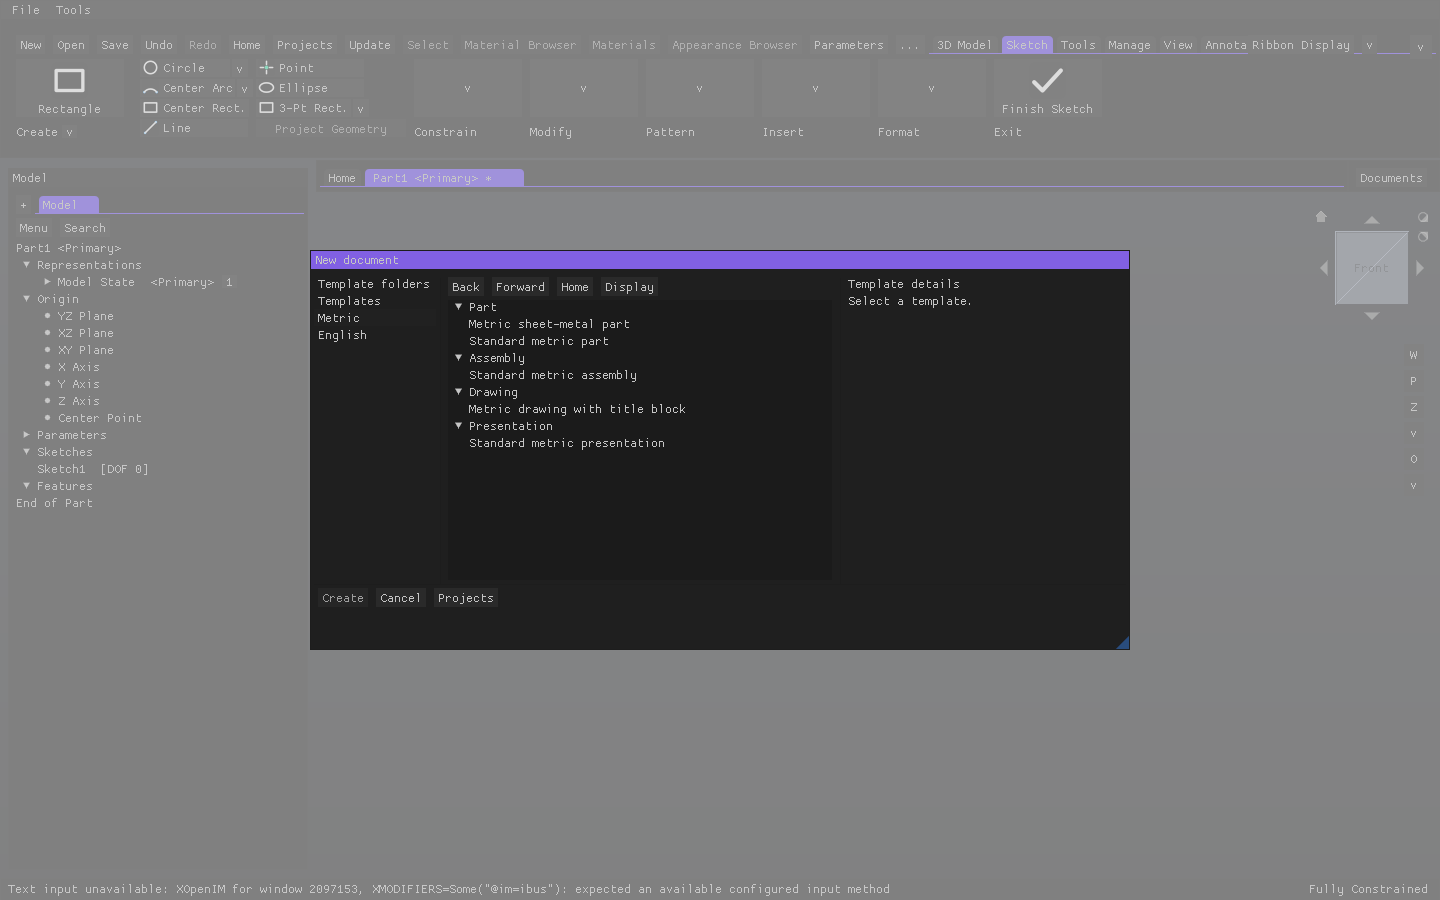 File Tools
New Open Save Undo Redo Home Projects Update Select Material Browser Materials Appearance Browser Parameters ... 3D Model Sketch Tools Manage View Annota Ribbon Display v v
Rectangle
Create v
Circle v
Center Arc v
Center Rect.
Line
Point
Ellipse
3-Pt Rect. v
Project Geometry
v
Constrain
v
Modify
v
Pattern
v
Insert
v
Format
Finish Sketch
Exit
Model
+ Model
Menu Search
Part1 <Primary>
Representations
Model State <Primary> 1
Origin
YZ Plane
XZ Plane
XY Plane
X Axis
Y Axis
Z Axis
Center Point
Parameters
Sketches
Sketch1 [DOF 0]
Features
End of Part
Home Part1 <Primary> * Documents
Front
W
P
Z
v
O
v
New document
Template folders
Templates
Metric
English
Back Forward Home Display
Part
Metric sheet-metal part
Standard metric part
Assembly
Standard metric assembly
Drawing
Metric drawing with title block
Presentation
Standard metric presentation
Template details
Select a template.
Create Cancel Projects
Text input unavailable: XOpenIM for window 2097153, XMODIFIERS=Some("@im=ibus"): expected an available configured input method
Fully Constrained